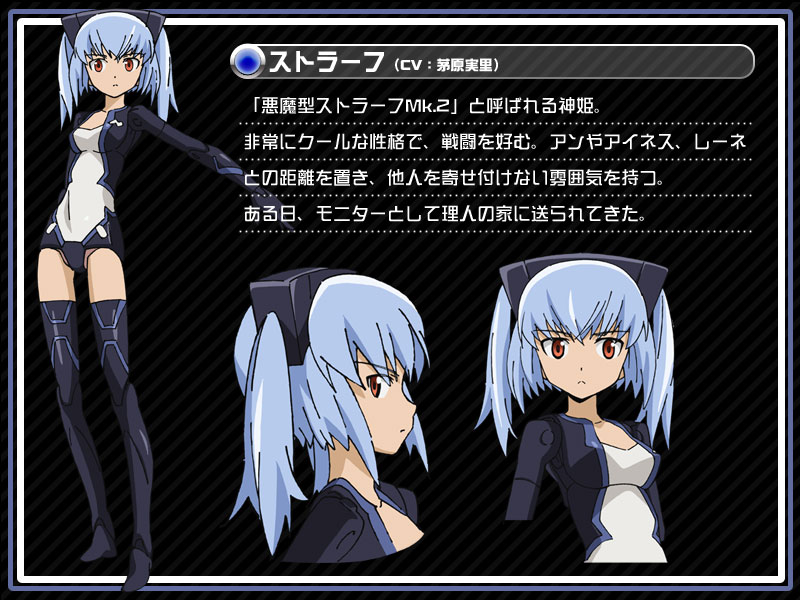 ストラーフ (CV：茅原実里)
「悪魔型ストラーフMk.2」と呼ばれる神姫。
非常にクールな性格で、戦闘を好む。アンやアイネス、レーネ
との距離を置き、他人を寄せ付けない雰囲気を持つ。
ある日、モニターとして理人の家に送られてきた。